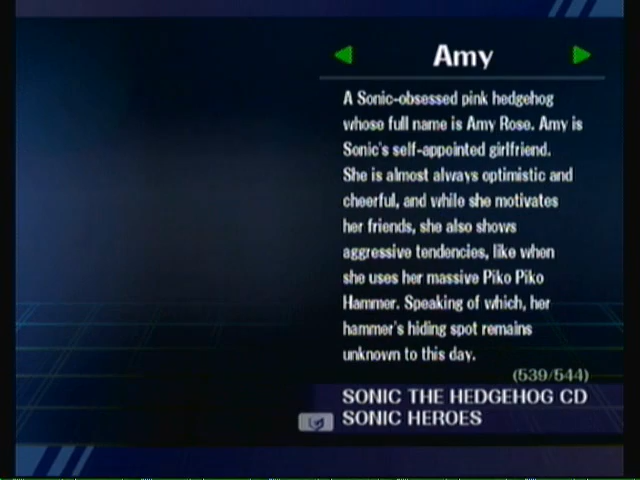 Amy
A Sonic-obsessed pink hedgehog
whose full name is Amy Rose. Amy is
Sonic's self-appointed girlfriend.
She is almost always optimistic and
cheerful, and while she motivates
her friends, she also shows
aggressive tendencies, like when
she uses her massive Piko Piko
Hammer. Speaking of which, her
hammer's hiding spot remains
unknown to this day.
(539/544)
SONIC THE HEDGEHOG CD
SONIC HEROES